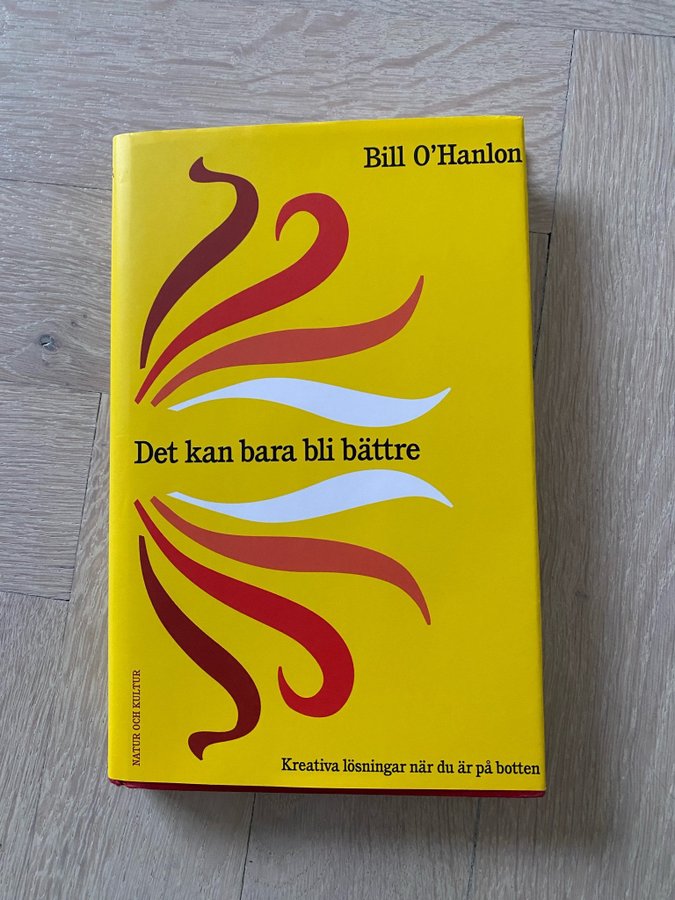 Bill O'Hanlon
Det kan bara bli bättre
NATUR OCH KULTUR
Kreativa lösningar när du är på botten